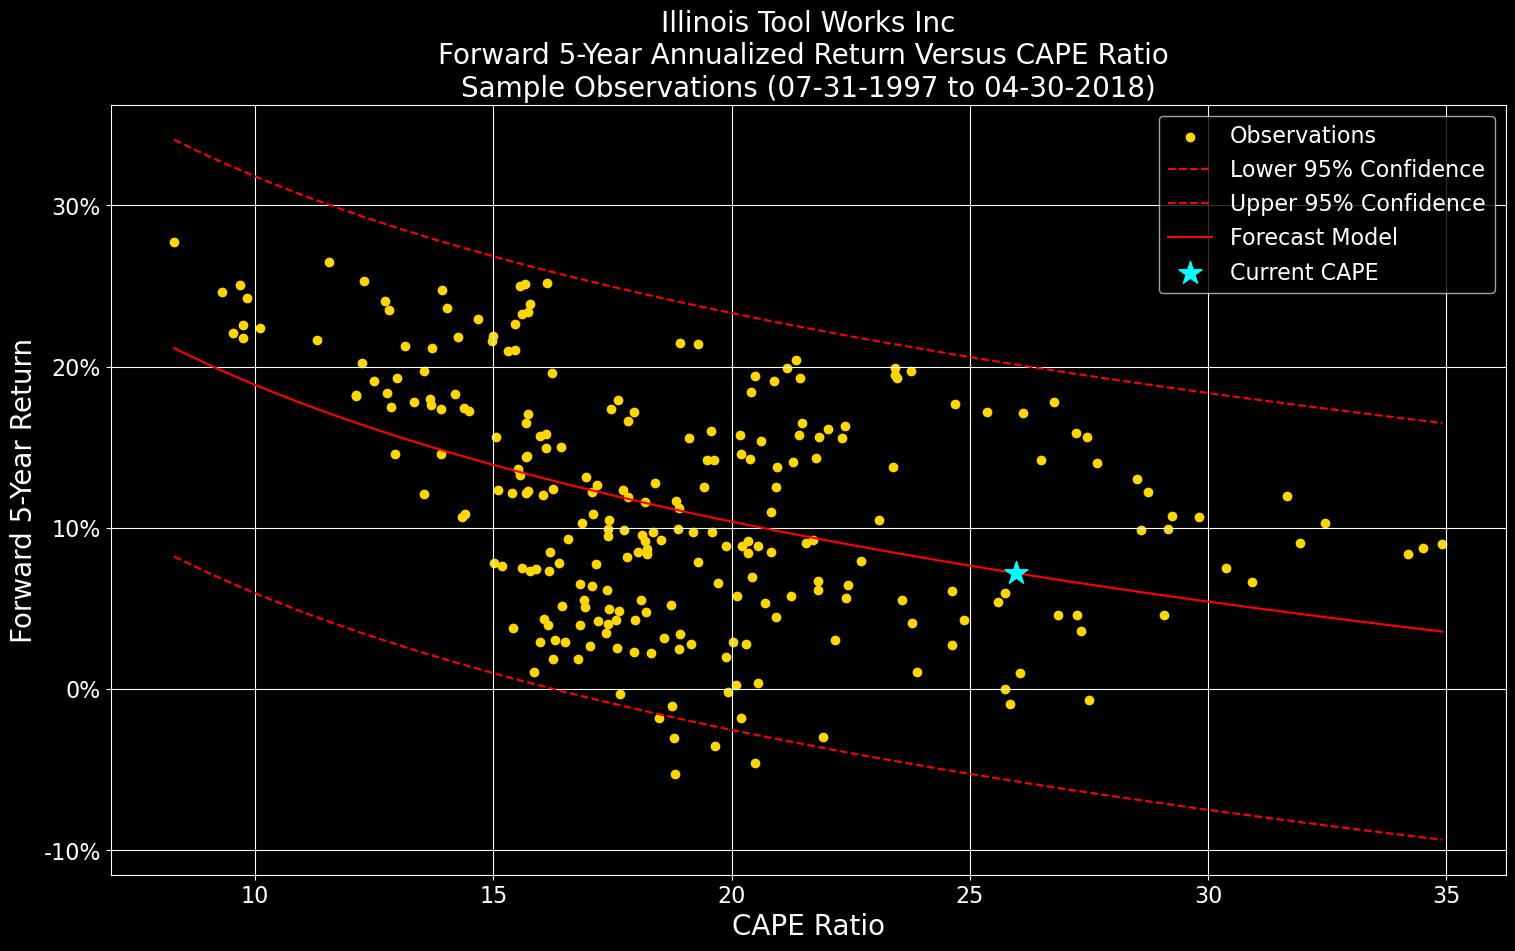 Illinois Tool Works Inc
Forward 5-Year Annualized Return Versus CAPE Ratio
Sample Observations (07-31-1997 to 04-30-2018)
Observations
Lower 95% Confidence
Upper 95% Confidence
Forecast Model
Current CAPE
Forward 5-Year Return
30%
20%
10%
0%
-10%
10 15 20 25 30 35
CAPE Ratio